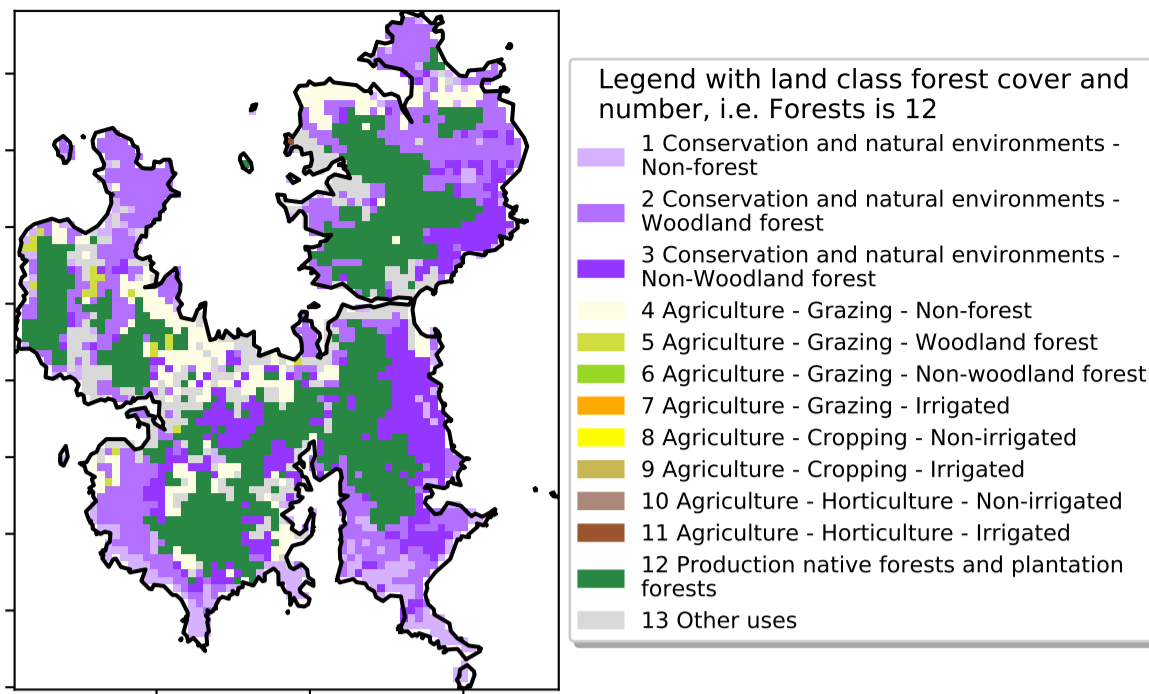 Legend with land class forest cover and
number, i.e. Forests is 12
1 Conservation and natural environments -
Non-forest
2 Conservation and natural environments -
Woodland forest
3 Conservation and natural environments -
Non-Woodland forest
4 Agriculture - Grazing - Non-forest
5 Agriculture - Grazing - Woodland forest
6 Agriculture - Grazing - Non-woodland forest
7 Agriculture - Grazing - Irrigated
8 Agriculture - Cropping - Non-irrigated
9 Agriculture - Cropping - Irrigated
10 Agriculture - Horticulture - Non-irrigated
11 Agriculture - Horticulture - Irrigated
12 Production native forests and plantation
forests
13 Other uses